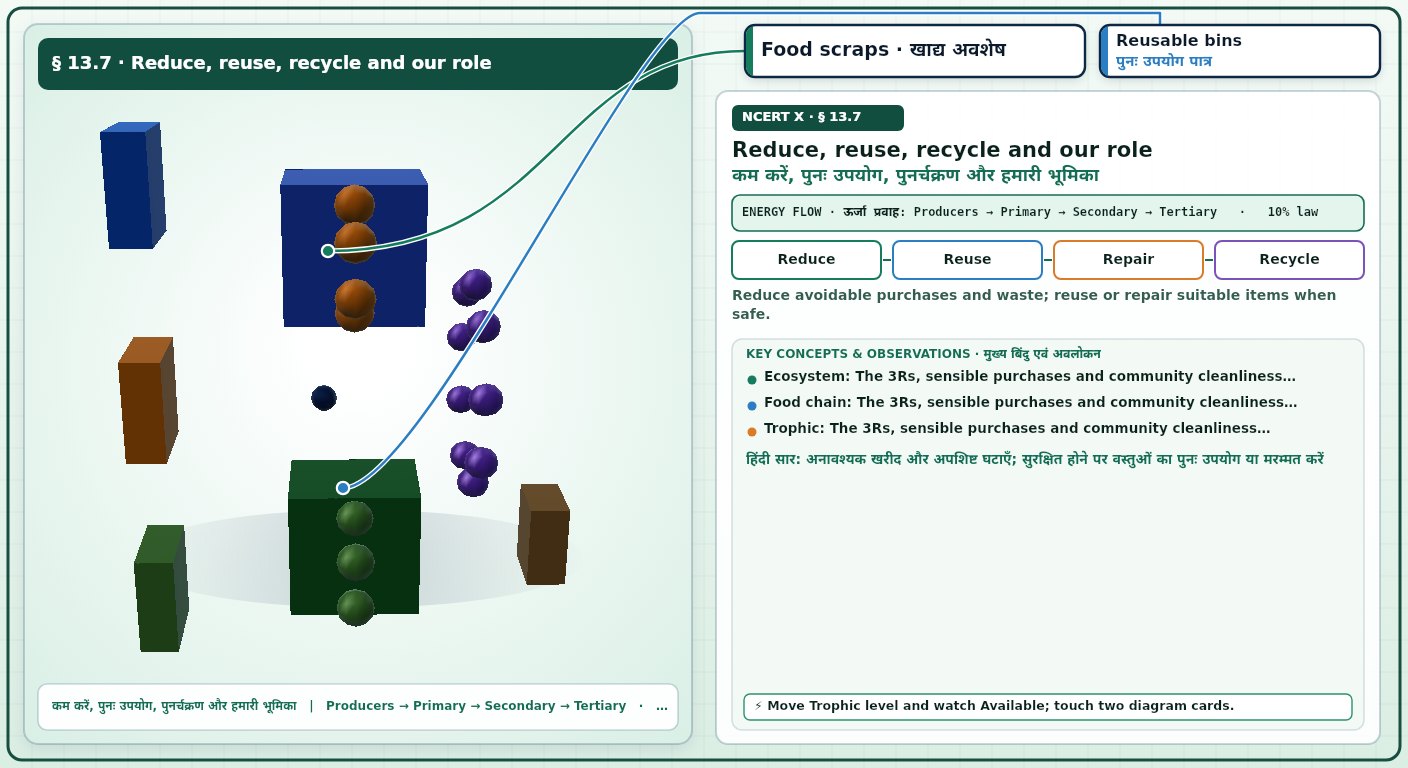 § 13.7 · Reduce, reuse, recycle and our role
Food scraps · खाद्य अवशेष
Reusable bins
पुनः उपयोग पात्र
NCERT X · § 13.7
Reduce, reuse, recycle and our role
कम करें, पुनः उपयोग, पुनर्चक्रण और हमारी भूमिका
ENERGY FLOW · ऊर्जा प्रवाह: Producers → Primary → Secondary → Tertiary · 10% law
Reduce
Reuse
Repair
Recycle
Reduce avoidable purchases and waste; reuse or repair suitable items when
safe.
KEY CONCEPTS & OBSERVATIONS · मुख्य बिंदु एवं अवलोकन
Ecosystem: The 3Rs, sensible purchases and community cleanliness…
Food chain: The 3Rs, sensible purchases and community cleanliness…
Trophic: The 3Rs, sensible purchases and community cleanliness…
हिंदी सार: अनावश्यक खरीद और अपशिष्ट घटाएँ; सुरक्षित होने पर वस्तुओं का पुनः उपयोग या मरम्मत करें
⚡ Move Trophic level and watch Available; touch two diagram cards.
कम करें, पुनः उपयोग, पुनर्चक्रण और हमारी भूमिका | Producers → Primary → Secondary → Tertiary · …